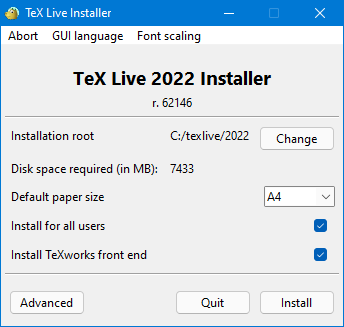 TeX Live Installer
Abort GUI language Font scaling
TeX Live 2022 Installer
r. 62146
Installation root C:/texlive/2022 Change
Disk space required (in MB): 7433
Default paper size A4
Install for all users
Install TeXworks front end
Advanced Quit Install